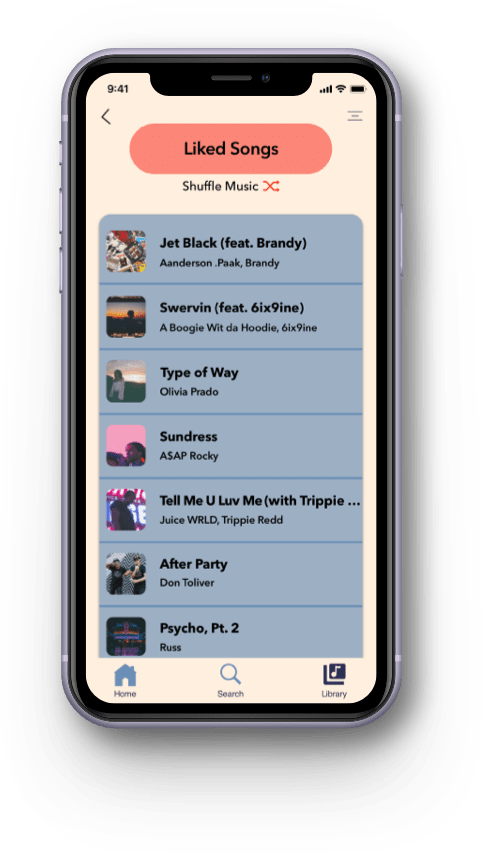 9:41
Liked Songs
Shuffle Music
Jet Black (feat. Brandy)
Aanderson .Paak, Brandy
Swervin (feat. 6ix9ine)
A Boogie Wit da Hoodie, 6ix9ine
Type of Way
Olivia Prado
Sundress
A$AP Rocky
Tell Me U Luv Me (with Trippie ...
Juice WRLD, Trippie Redd
After Party
Don Toliver
Psycho, Pt. 2
Russ
Home
Search
Library